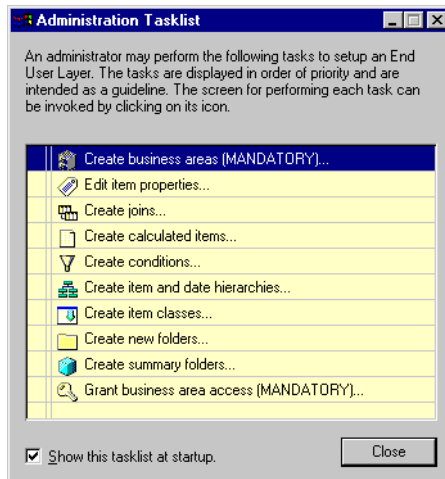 Administration Tasklist
An administrator may perform the following tasks to setup an End
User Layer. The tasks are displayed in order of priority and are
intended as a guideline. The screen for performing each task can
be invoked by clicking on its icon.
Create business areas (MANDATORY)...
Edit item properties...
Create joins...
Create calculated items...
Create conditions...
Create item and date hierarchies...
Create item classes...
Create new folders...
Create summary folders...
Grant business area access (MANDATORY)...
Show this tasklist at startup.
Close